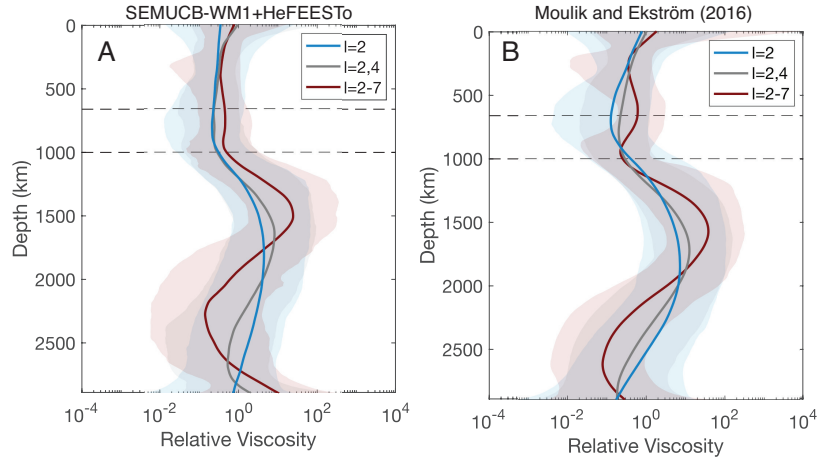 SEMUCB-WM1+HeFEESTo
A
l=2
l=2,4
l=2-7
0
500
1000
1500
2000
2500
Depth (km)
10^-4
10^-2
10^0
10^2
10^4
Relative Viscosity
Moulik and Ekström (2016)
B
l=2
l=2,4
l=2-7
0
500
1000
1500
2000
2500
Depth (km)
10^-4
10^-2
10^0
10^2
10^4
Relative Viscosity